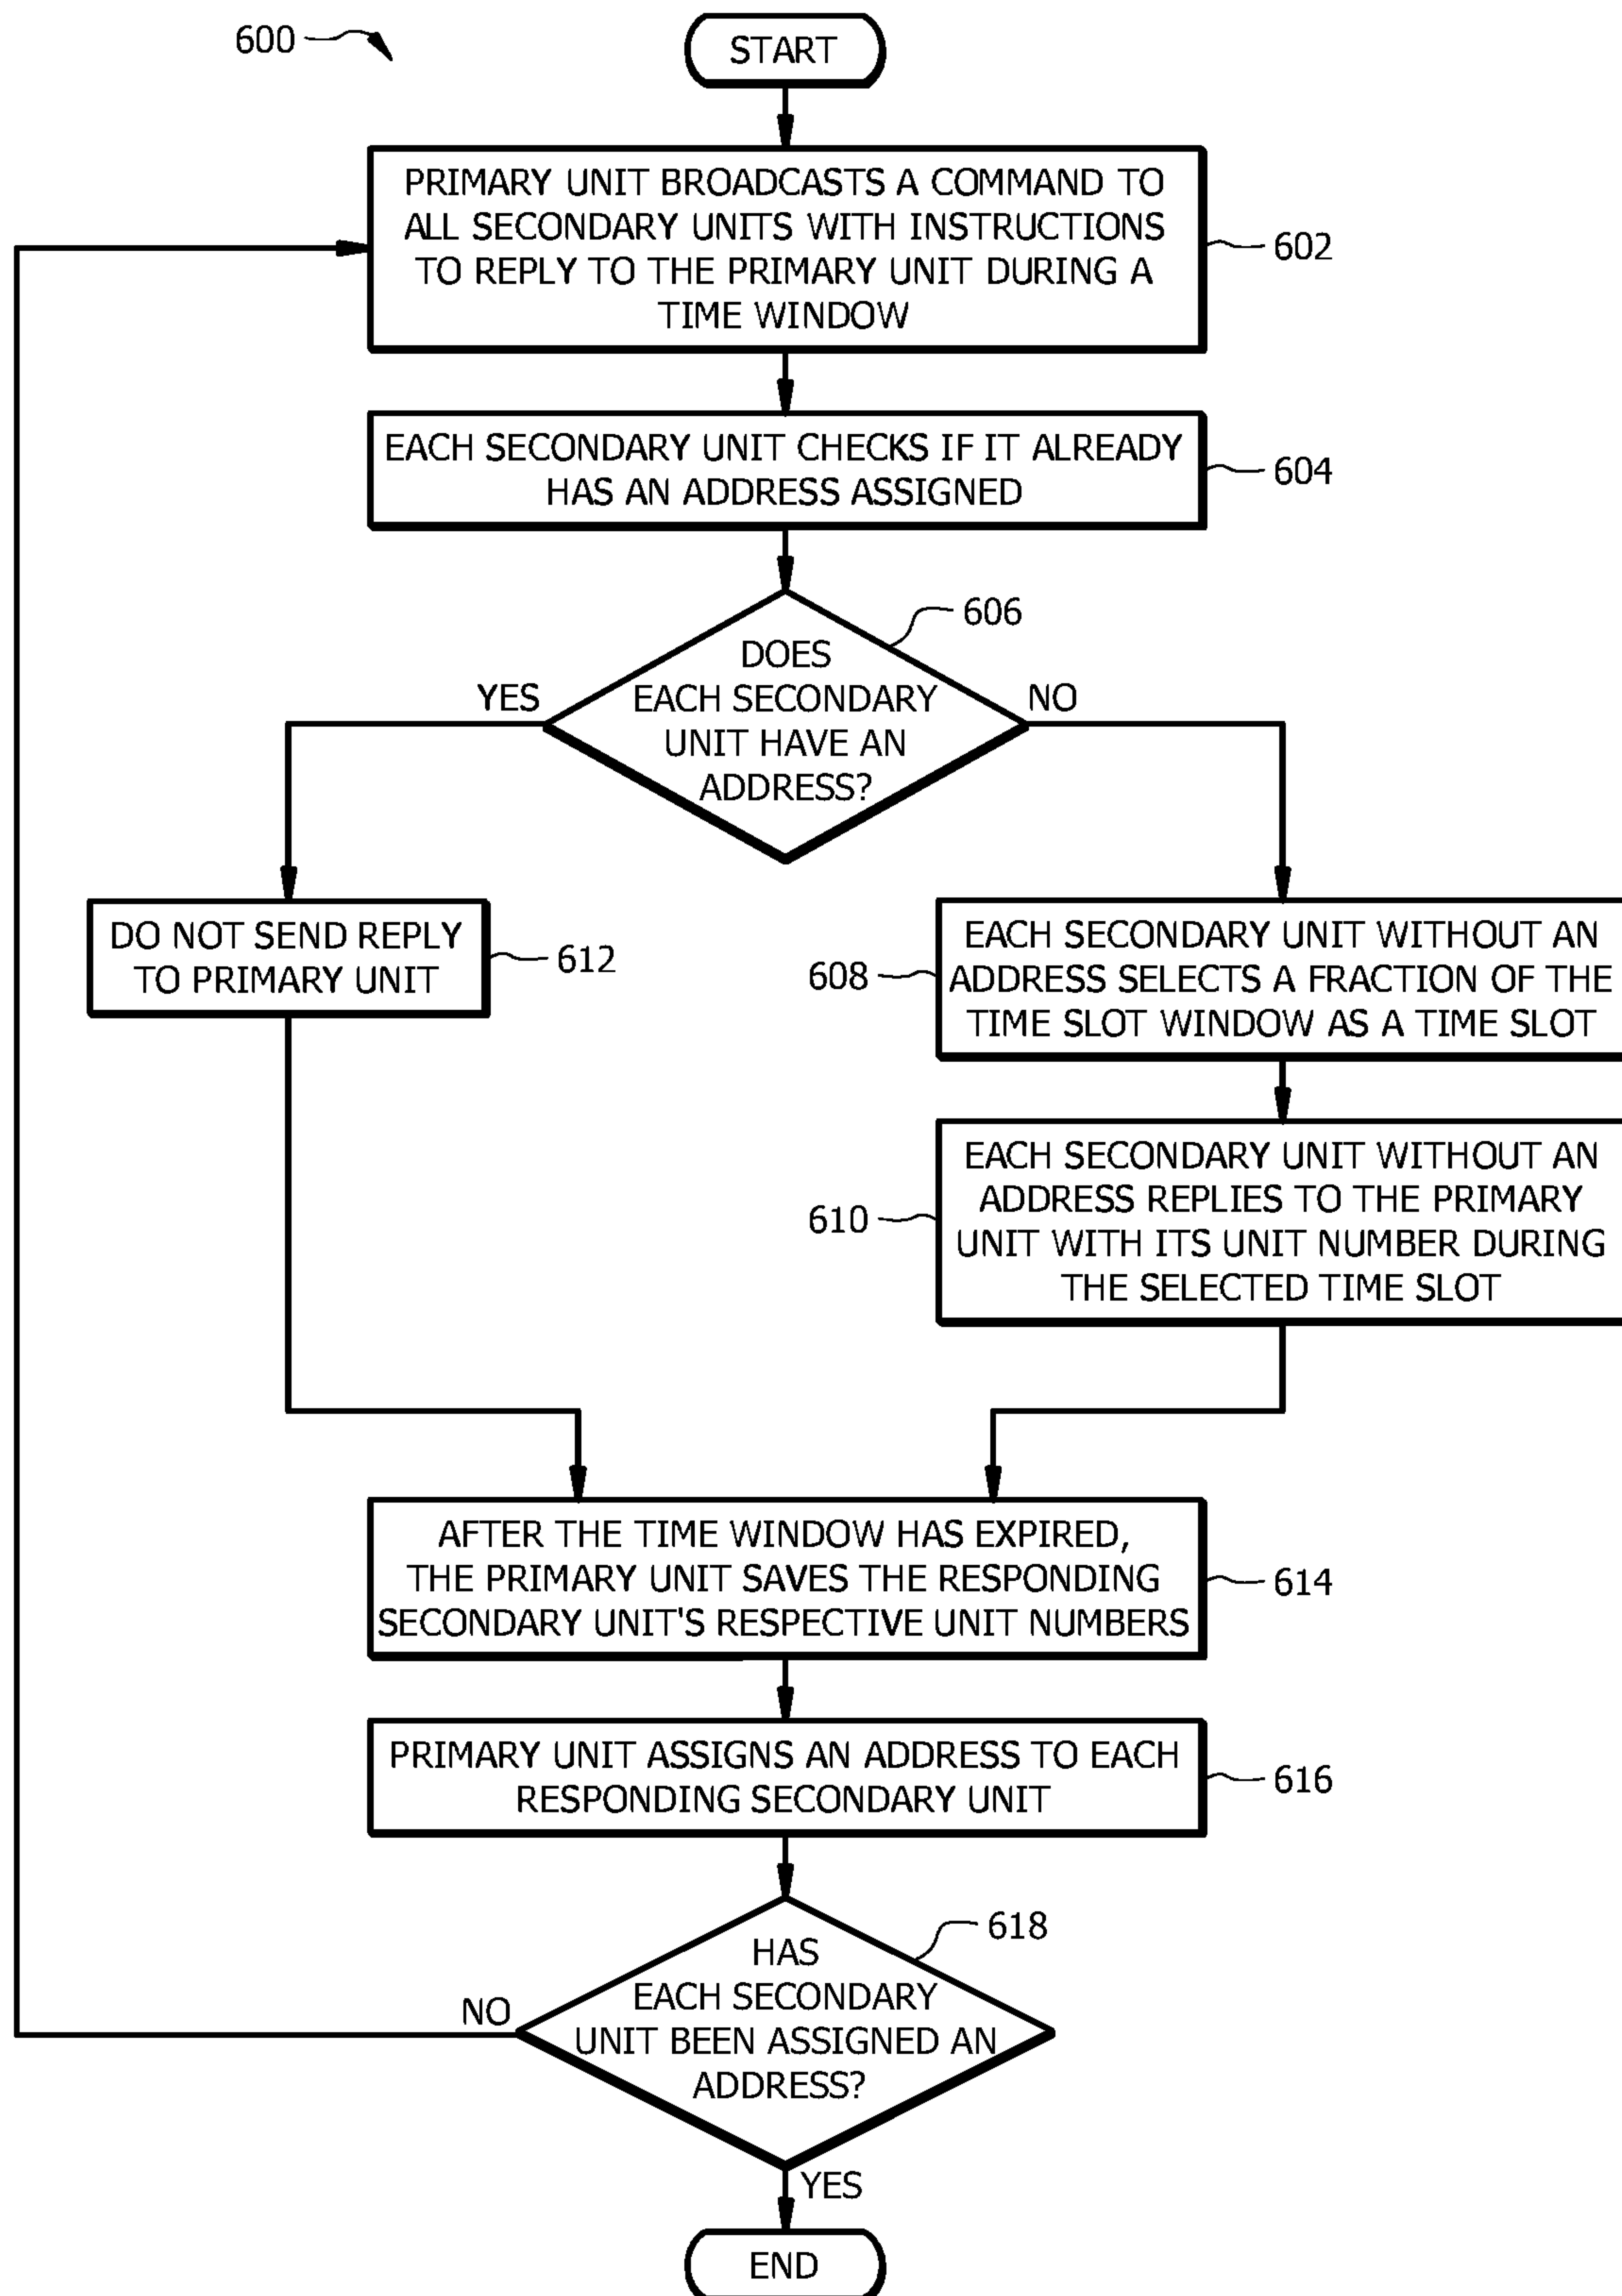 600
START
PRIMARY UNIT BROADCASTS A COMMAND TO
ALL SECONDARY UNITS WITH INSTRUCTIONS
TO REPLY TO THE PRIMARY UNIT DURING A
TIME WINDOW
602
EACH SECONDARY UNIT CHECKS IF IT ALREADY
HAS AN ADDRESS ASSIGNED
604
606
DOES
EACH SECONDARY
UNIT HAVE AN
ADDRESS?
YES
NO
DO NOT SEND REPLY
TO PRIMARY UNIT
612
608
EACH SECONDARY UNIT WITHOUT AN
ADDRESS SELECTS A FRACTION OF THE
TIME SLOT WINDOW AS A TIME SLOT
610
EACH SECONDARY UNIT WITHOUT AN
ADDRESS REPLIES TO THE PRIMARY
UNIT WITH ITS UNIT NUMBER DURING
THE SELECTED TIME SLOT
AFTER THE TIME WINDOW HAS EXPIRED,
THE PRIMARY UNIT SAVES THE RESPONDING
SECONDARY UNIT'S RESPECTIVE UNIT NUMBERS
614
PRIMARY UNIT ASSIGNS AN ADDRESS TO EACH
RESPONDING SECONDARY UNIT
616
618
HAS
EACH SECONDARY
UNIT BEEN ASSIGNED AN
ADDRESS?
NO
YES
END